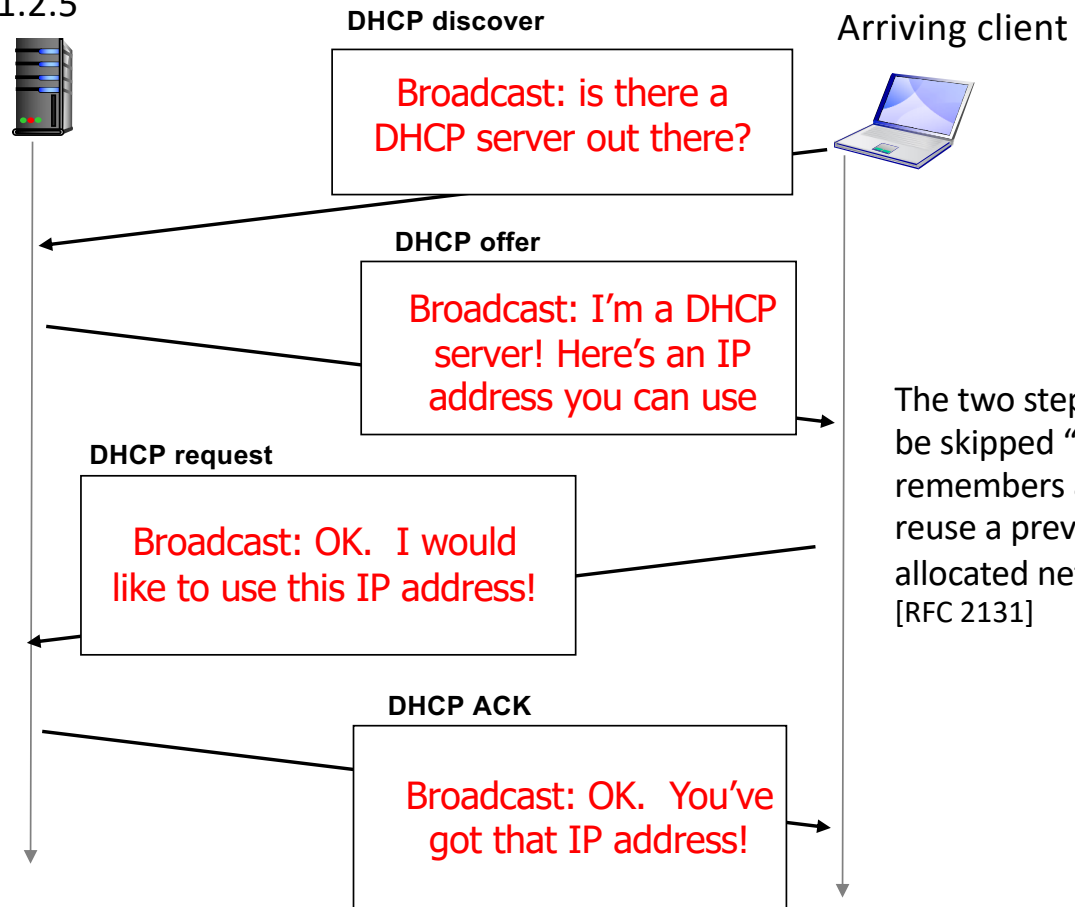 1.2.5
DHCP discover
Arriving client
Broadcast: is there a
DHCP server out there?
DHCP offer
Broadcast: I’m a DHCP
server! Here’s an IP
address you can use
The two step
be skipped “
remembers
reuse a prev
allocated ne
[RFC 2131]
DHCP request
Broadcast: OK.  I would
like to use this IP address!
DHCP ACK
Broadcast: OK.  You’ve
got that IP address!